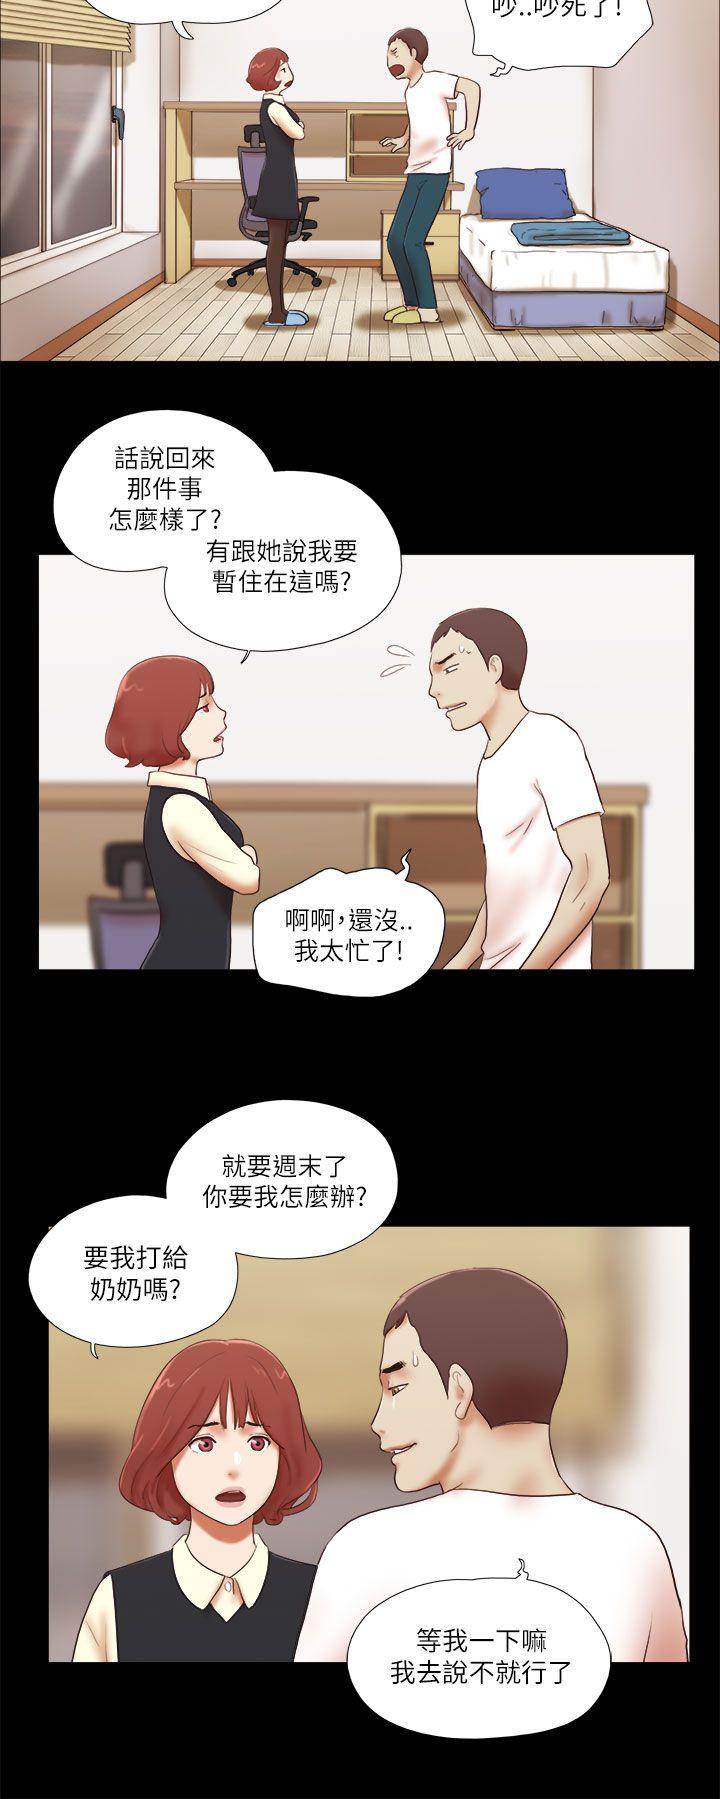 吵..吵死了!
話說回來
那件事
怎麼樣了?
有跟她說我要
暫住在這嗎?
啊啊,還沒..
我太忙了!
就要週末了
你要我怎麼辦?
要我打給
奶奶嗎?
等我一下嘛
我去說不就行了